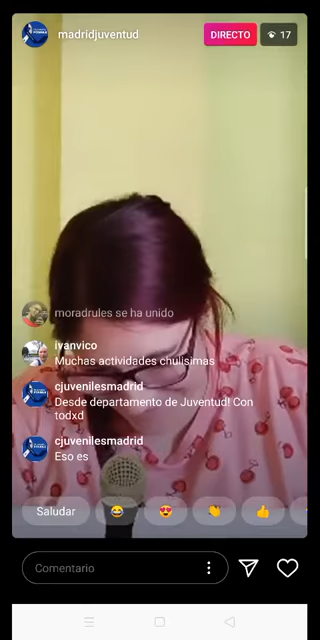 madridjuventud
DIRECTO
17
moradrules se ha unido
ivanvico
Muchas actividades chulisimas
cjuvenilesmadrid
Desde departamento de Juventud! Con
todxd
cjuvenilesmadrid
Eso es
Saludar
Comentario